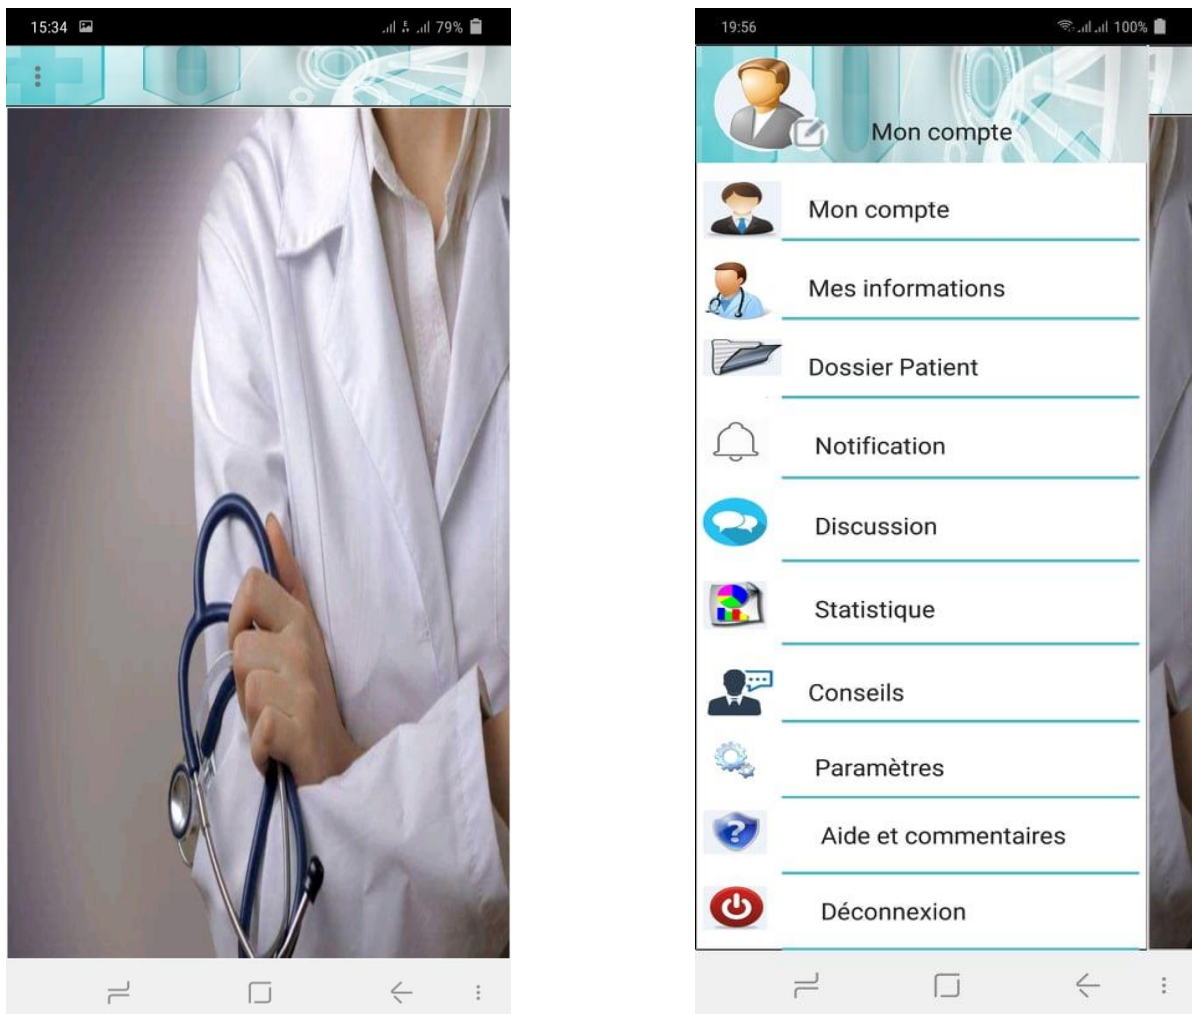 15:34
79%
19:56
100%
Mon compte
Mon compte
Mes informations
Dossier Patient
Notification
Discussion
Statistique
Conseils
Paramètres
Aide et commentaires
Déconnexion